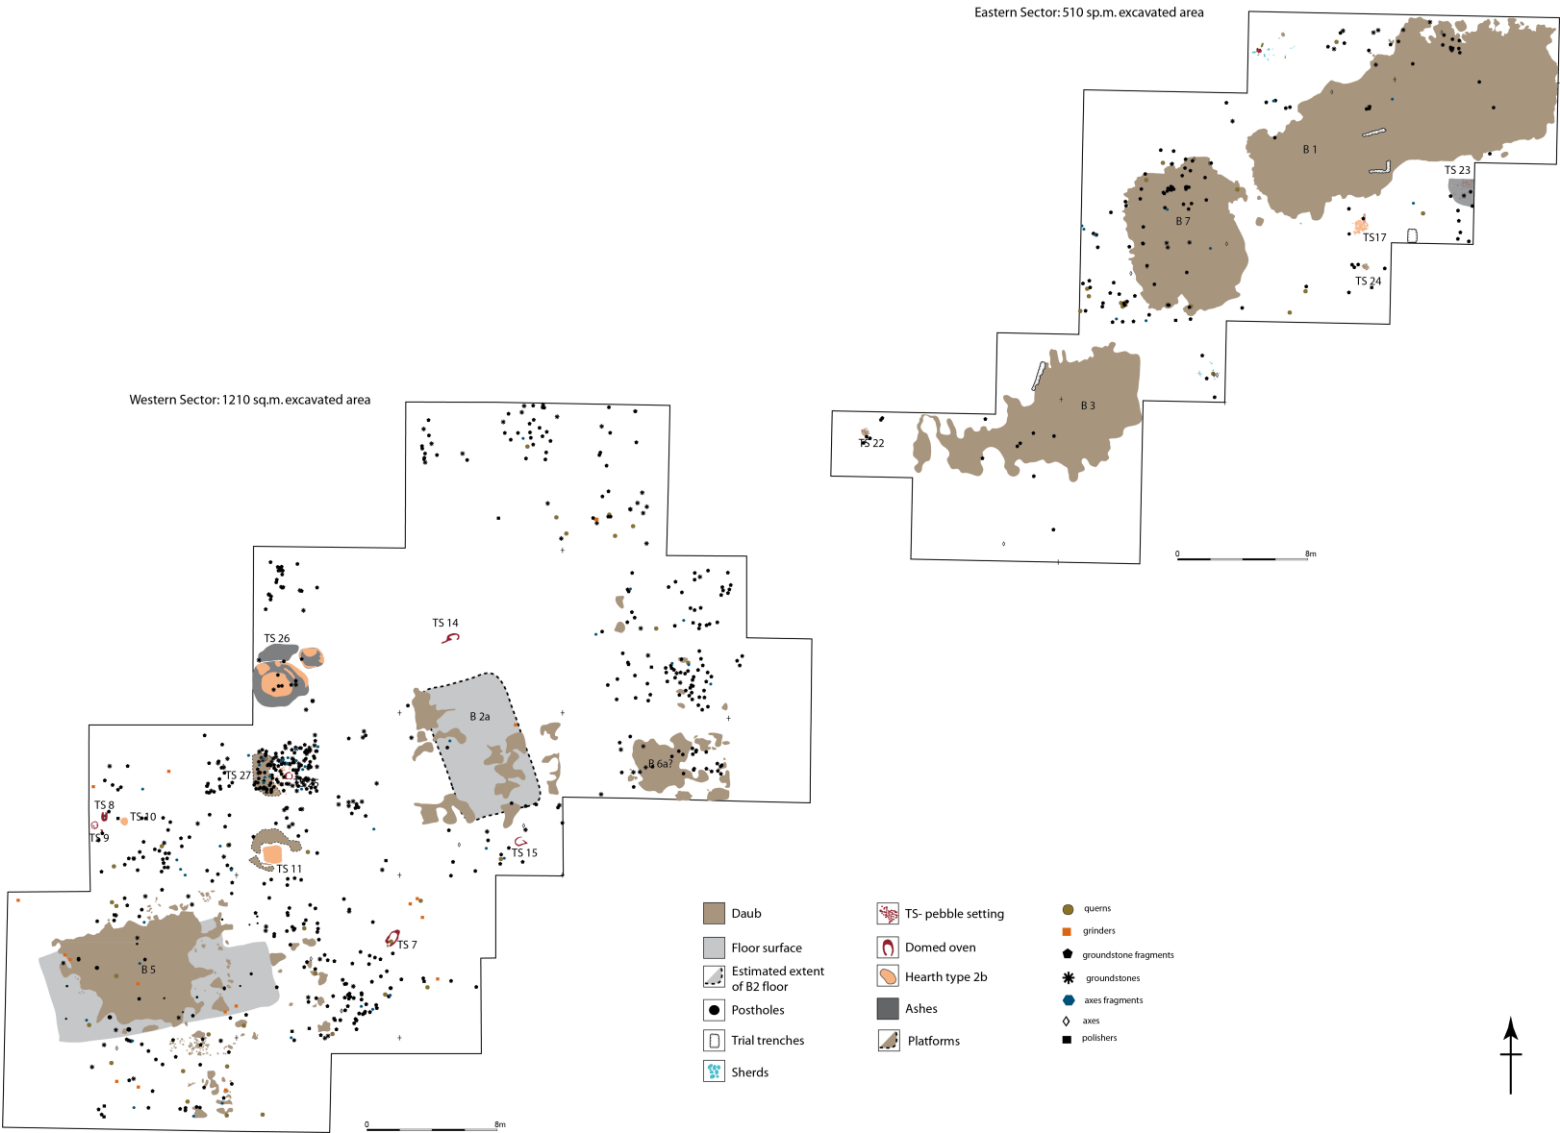 Eastern Sector: 510 sp.m. excavated area
B 1
TS 23
B 7
TS17
TS 24
B 3
TS 22
0 8m
Western Sector: 1210 sq.m. excavated area
TS 14
TS 26
B 2a
B 6a?
TS 27
TS 8
TS 10
TS 9
TS 15
TS 11
TS 7
B 5
0 8m
Daub
Floor surface
Estimated extent
of B2 floor
Postholes
Trial trenches
Sherds
TS- pebble setting
Domed oven
Hearth type 2b
Ashes
Platforms
querns
grinders
groundstone fragments
groundstones
axes fragments
axes
polishers